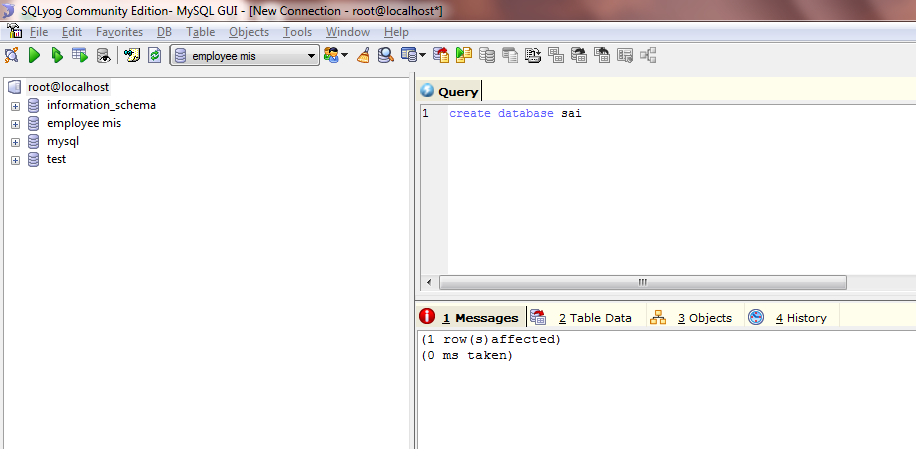 SQLyog Community Edition- MySQL GUI - [New Connection - root@localhost*]
File Edit Favorites DB Table Objects Tools Window Help
employee mis
root@localhost
information_schema
employee mis
mysql
test
Query
1 create database sai
1 Messages 2 Table Data 3 Objects 4 History
(1 row(s)affected)
(0 ms taken)